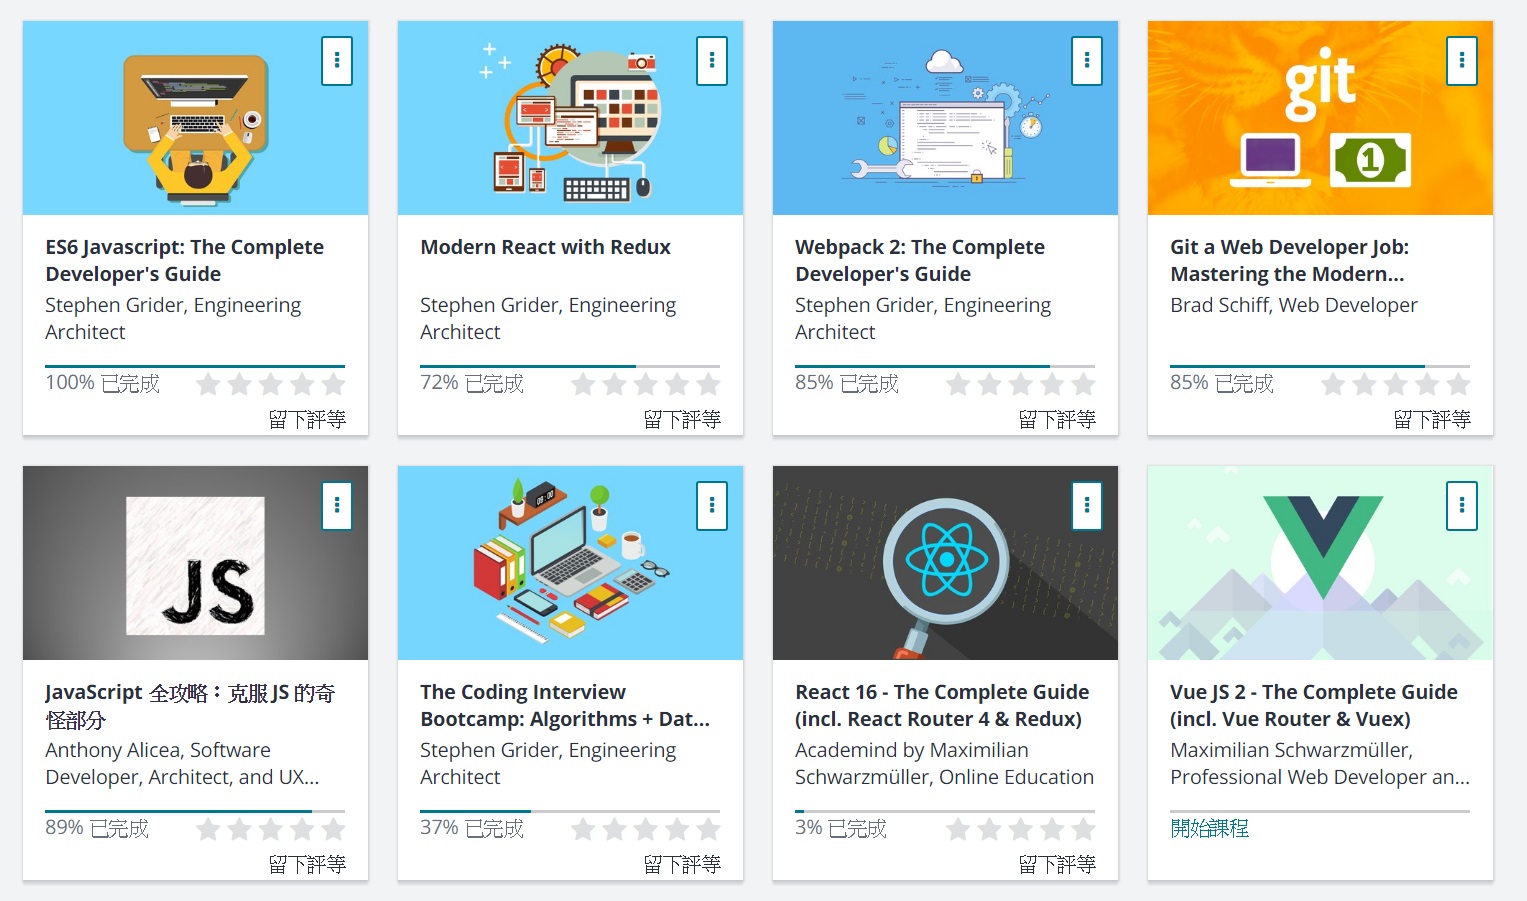 git
1
ES6 Javascript: The Complete
Developer's Guide
Stephen Grider, Engineering
Architect
100% 已完成
留下評等
Modern React with Redux
Stephen Grider, Engineering
Architect
72% 已完成
留下評等
Webpack 2: The Complete
Developer's Guide
Stephen Grider, Engineering
Architect
85% 已完成
留下評等
Git a Web Developer Job:
Mastering the Modern...
Brad Schiff, Web Developer
85% 已完成
留下評等
JS
JavaScript 全攻略：克服 JS 的奇
怪部分
Anthony Alicea, Software
Developer, Architect, and UX...
89% 已完成
留下評等
The Coding Interview
Bootcamp: Algorithms + Dat...
Stephen Grider, Engineering
Architect
37% 已完成
留下評等
React 16 - The Complete Guide
(incl. React Router 4 & Redux)
Academind by Maximilian
Schwarzmüller, Online Education
3% 已完成
留下評等
Vue JS 2 - The Complete Guide
(incl. Vue Router & Vuex)
Maximilian Schwarzmüller,
Professional Web Developer an...
開始課程